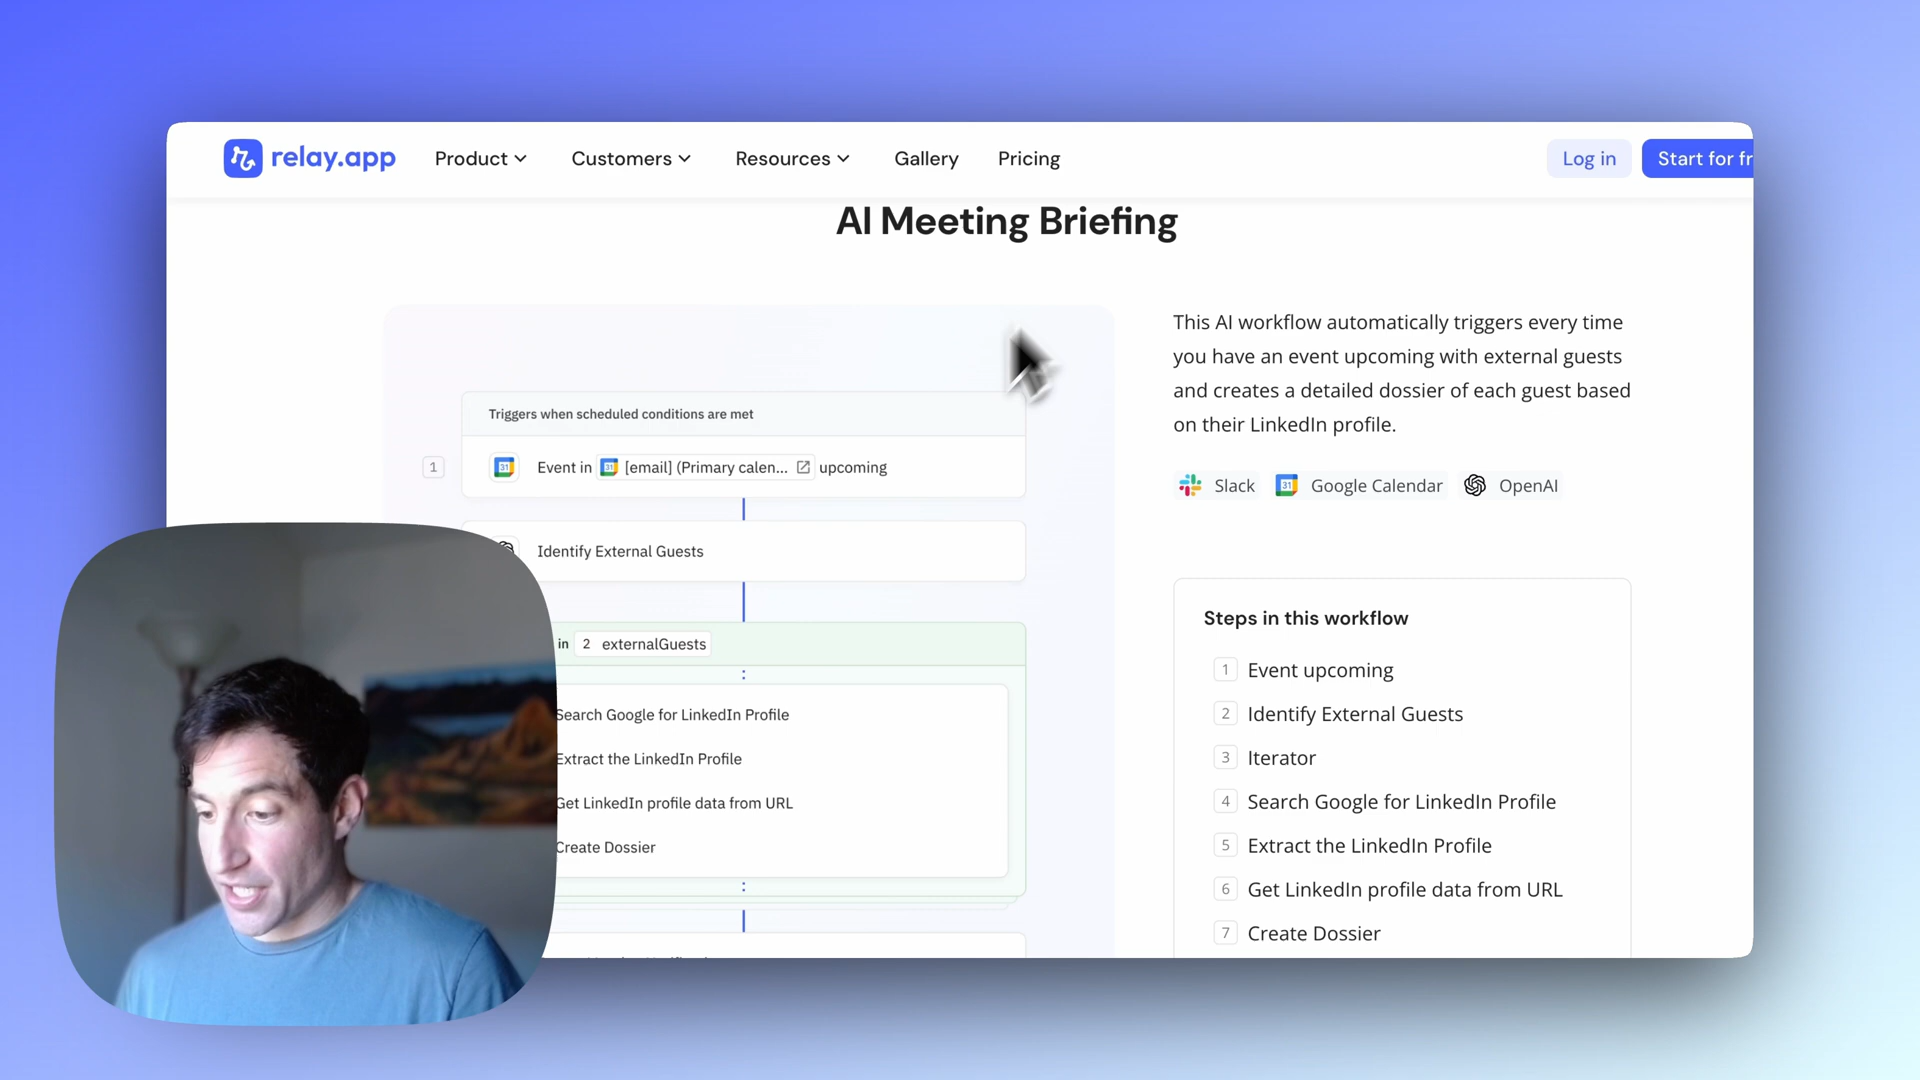 relay.app
Product
Customers
Resources
Gallery
Pricing
Log in
Start for fr
AI Meeting Briefing
Triggers when scheduled conditions are met
1
31
Event in
31
[email] (Primary calen...
upcoming
Identify External Guests
in
2 externalGuests
Search Google for LinkedIn Profile
Extract the LinkedIn Profile
Get LinkedIn profile data from URL
Create Dossier
This AI workflow automatically triggers every time
you have an event upcoming with external guests
and creates a detailed dossier of each guest based
on their LinkedIn profile.
Slack
31
Google Calendar
OpenAI
Steps in this workflow
1 Event upcoming
2 Identify External Guests
3 Iterator
4 Search Google for LinkedIn Profile
5 Extract the LinkedIn Profile
6 Get LinkedIn profile data from URL
7 Create Dossier